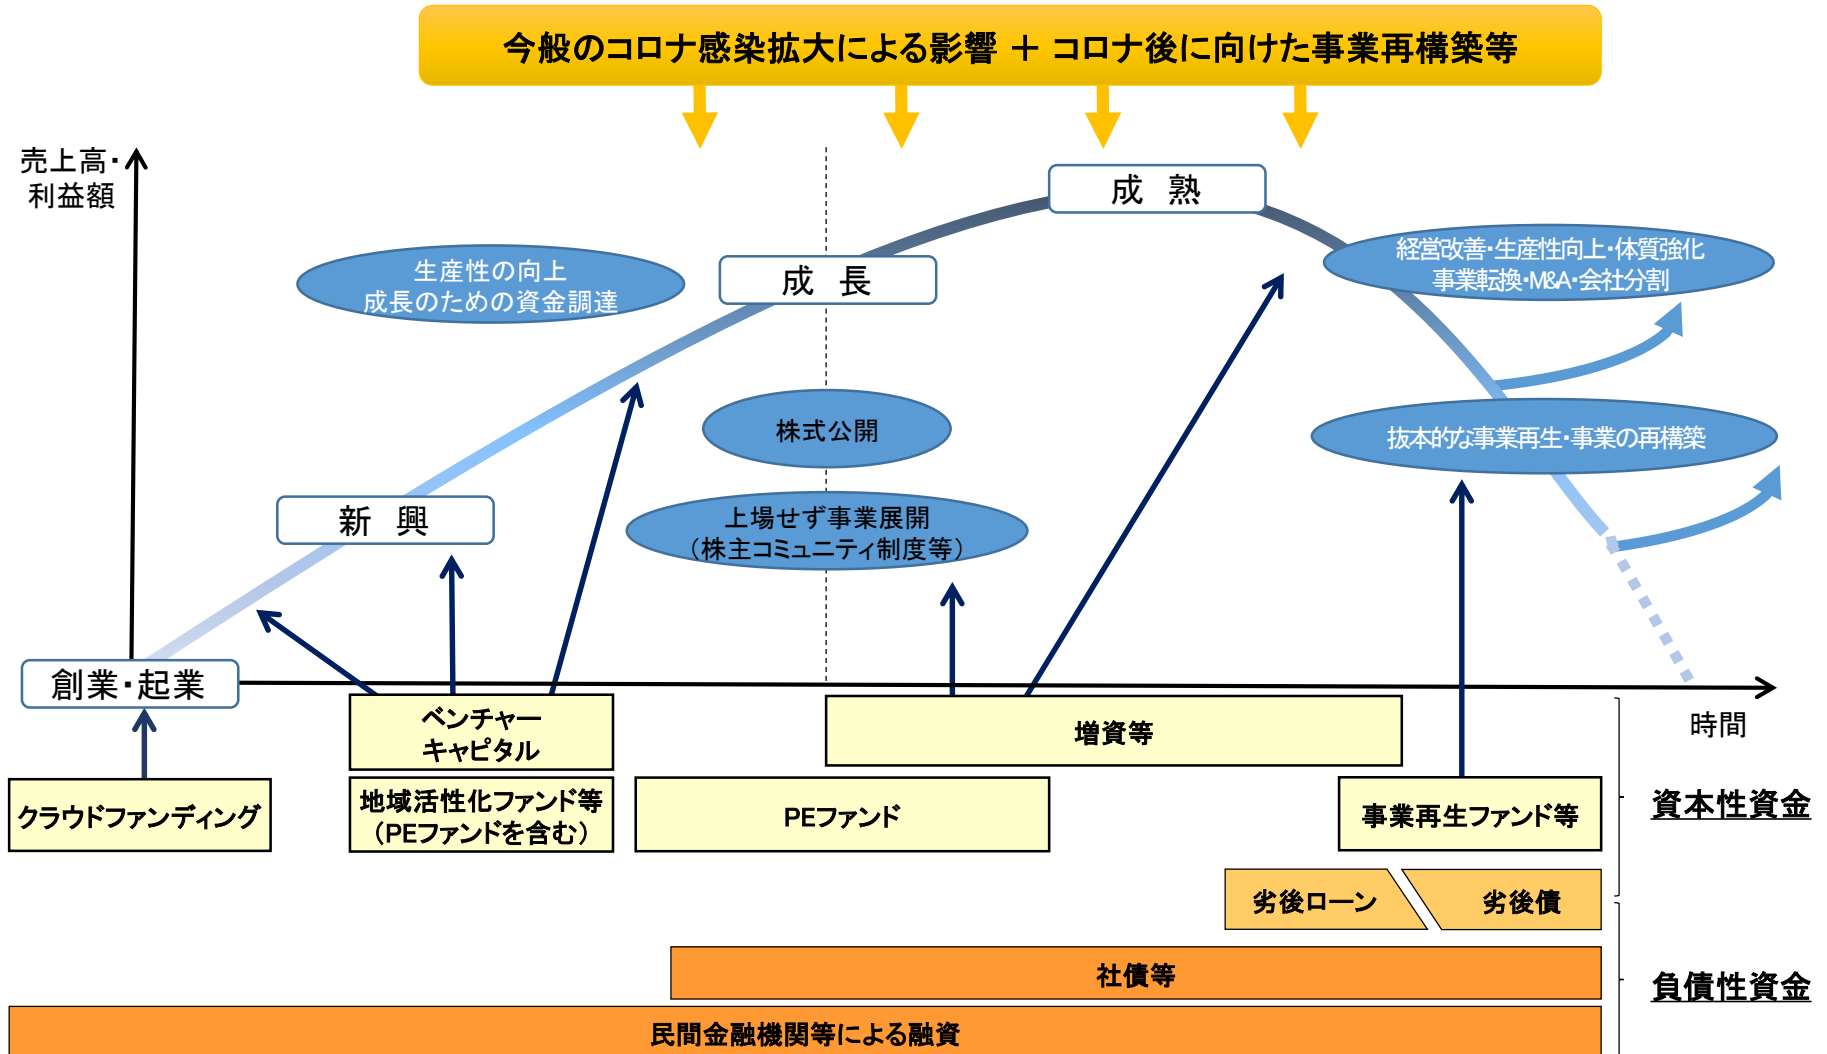 今般のコロナ感染拡大による影響 ＋ コロナ後に向けた事業再構築等
売上高・
利益額
成 熟
経営改善・生産性向上・体質強化
事業転換・M&A・会社分割
生産性の向上
成長のための資金調達
成 長
株式公開
抜本的な事業再生・事業の再構築
新 興
上場せず事業展開
（株主コミュニティ制度等）
創業・起業
時間
ベンチャー
キャピタル
増資等
クラウドファンディング
地域活性化ファンド等
（PEファンドを含む）
PEファンド
事業再生ファンド等
資本性資金
劣後ローン
劣後債
社債等
負債性資金
民間金融機関等による融資